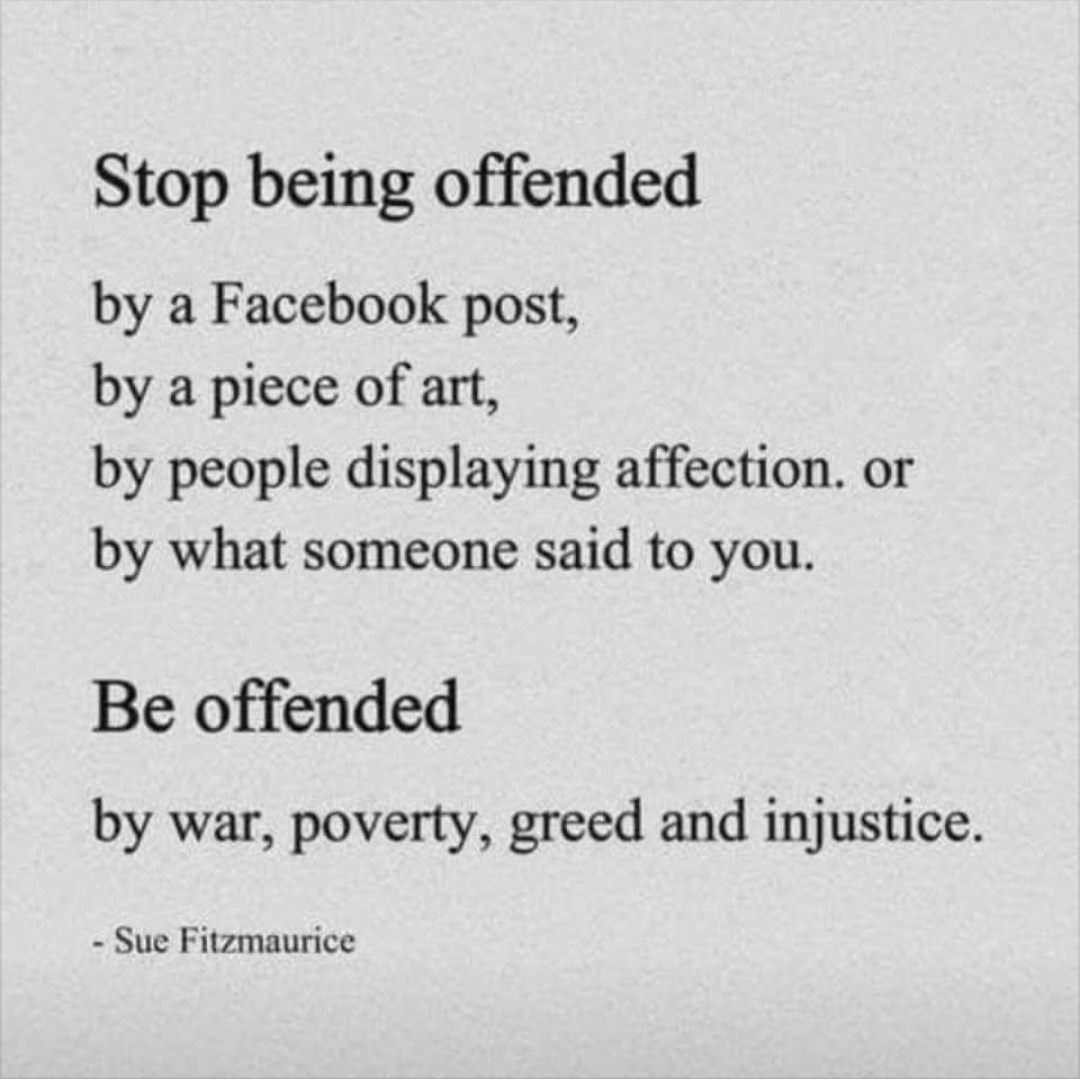 Stop being offended
by a Facebook post,
by a piece of art,
by people displaying affection. or
by what someone said to you.
Be offended
by war, poverty, greed and injustice.
- Sue Fitzmaurice